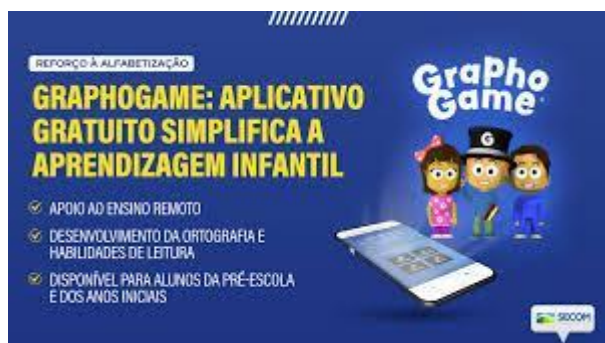 REFORÇO À ALFABETIZAÇÃO
GRAPHOGAME: APLICATIVO
GRATUITO SIMPLIFICA A
APRENDIZAGEM INFANTIL
APOIO AO ENSINO REMOTO
DESENVOLVIMENTO DA ORTOGRAFIA E
HABILIDADES DE LEITURA
DISPONÍVEL PARA ALUNOS DA PRÉ-ESCOLA
E DOS ANOS INICIAIS
GraPho
Game
G
SECOM